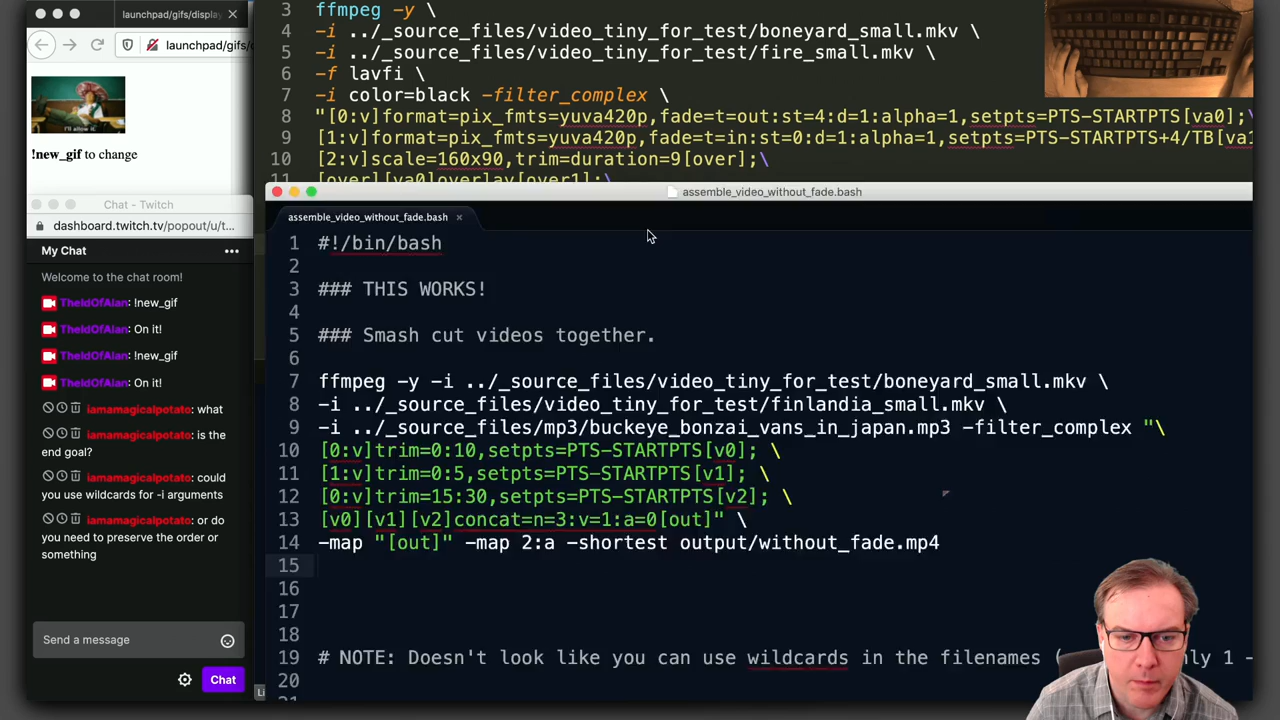 launchpad/gifs/display
launchpad/gifs/d
I'll allow it.
!new_gif to change
Chat - Twitch
dashboard.twitch.tv/popout/u/t...
My Chat
Welcome to the chat room!
TheIdOfAlan: !new_gif
TheIdOfAlan: On it!
TheIdOfAlan: !new_gif
TheIdOfAlan: On it!
iamamagicalpotato: what
iamamagicalpotato: is the
end goal?
iamamagicalpotato: could
you use wildcards for -i arguments
iamamagicalpotato: or do
you need to preserve the order or
something
Send a message
Chat
3 ffmpeg -y \
4 -i ../_source_files/video_tiny_for_test/boneyard_small.mkv \
5 -i ../_source_files/video_tiny_for_test/fire_small.mkv \
6 -f lavfi \
7 -i color=black -filter_complex \
8 "[0:v]format=pix_fmts=yuva420p,fade=t=out:st=4:d=1:alpha=1,setpts=PTS-STARTPTS[va0];\
9 [1:v]format=pix_fmts=yuva420p,fade=t=in:st=0:d=1:alpha=1,setpts=PTS-STARTPTS+4/TB[va1
10 [2:v]scale=160x90,trim=duration=9[over];\
11 [over][va0]overlay[over1];\
assemble_video_without_fade.bash
assemble_video_without_fade.bash ×
1 #!/bin/bash
2
3 ### THIS WORKS!
4
5 ### Smash cut videos together.
6
7 ffmpeg -y -i ../_source_files/video_tiny_for_test/boneyard_small.mkv \
8 -i ../_source_files/video_tiny_for_test/finlandia_small.mkv \
9 -i ../_source_files/mp3/buckeye_bonzai_vans_in_japan.mp3 -filter_complex "\
10 [0:v]trim=0:10,setpts=PTS-STARTPTS[v0]; \
11 [1:v]trim=0:5,setpts=PTS-STARTPTS[v1]; \
12 [0:v]trim=15:30,setpts=PTS-STARTPTS[v2]; \
13 [v0][v1][v2]concat=n=3:v=1:a=0[out]" \
14 -map "[out]" -map 2:a -shortest output/without_fade.mp4
15
16
17
18
19 # NOTE: Doesn't look like you can use wildcards in the filenames ( nly 1 -
20